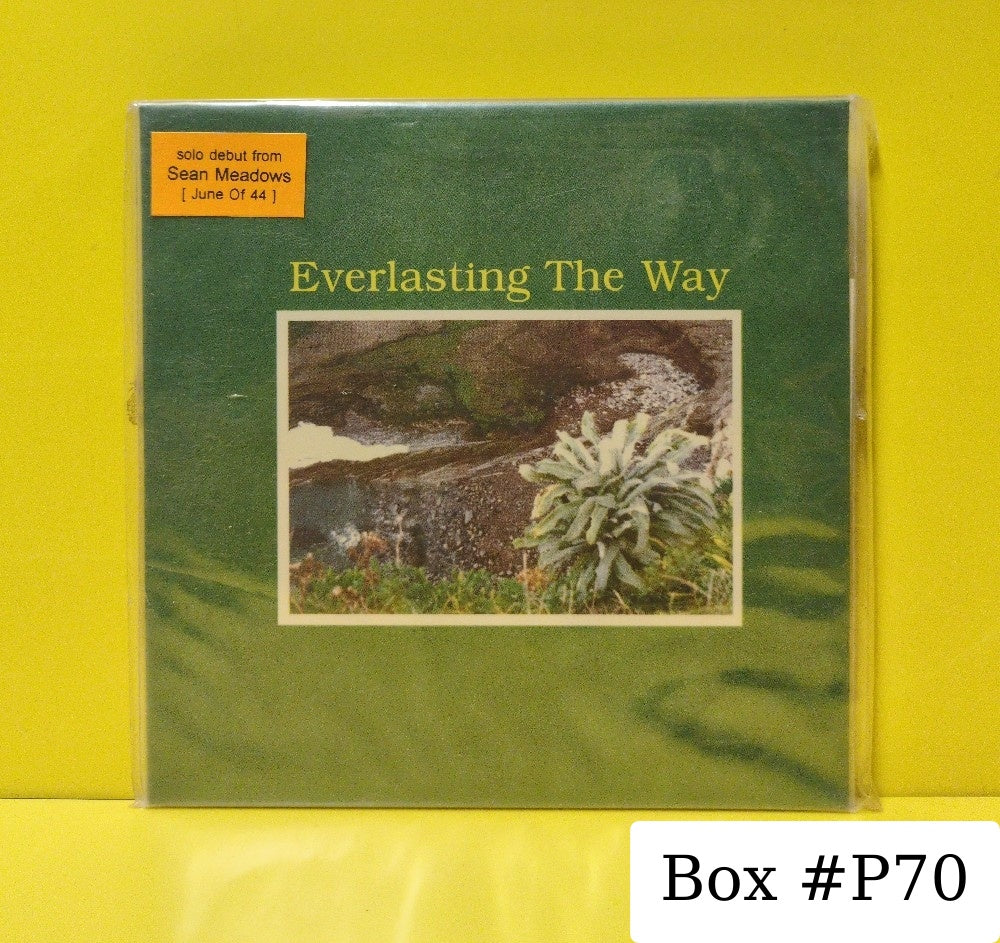 solo debut from
Sean Meadows
[ June Of 44 ]
Everlasting The Way
Box #P70